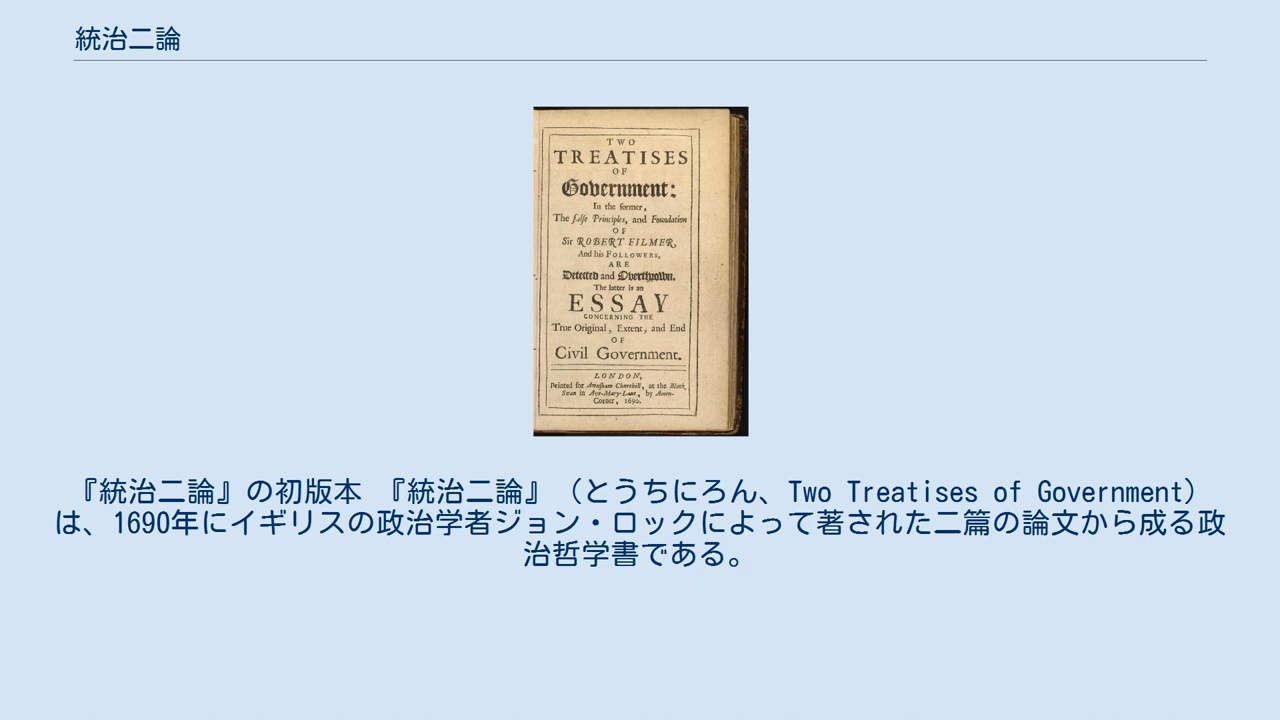 統治二論
TWO
TREATISES
OF
Government:
In the former,
The false Principles, and Foundation
OF
Sir ROBERT FILMER,
And his FOLLOWERS,
ARE
Detected and Overthrown.
The latter is an
ESSAY
CONCERNING THE
True Original, Extent, and End
OF
Civil Government.
LONDON,
Printed for Awnsham Churchill, at the Black
Swan in Ave-Mary-Lane, by Amen-
Corner, 1690.
『統治二論』の初版本 『統治二論』（とうちにろん、Two Treatises of Government）
は、1690年にイギリスの政治学者ジョン・ロックによって著された二篇の論文から成る政
治哲学書である。